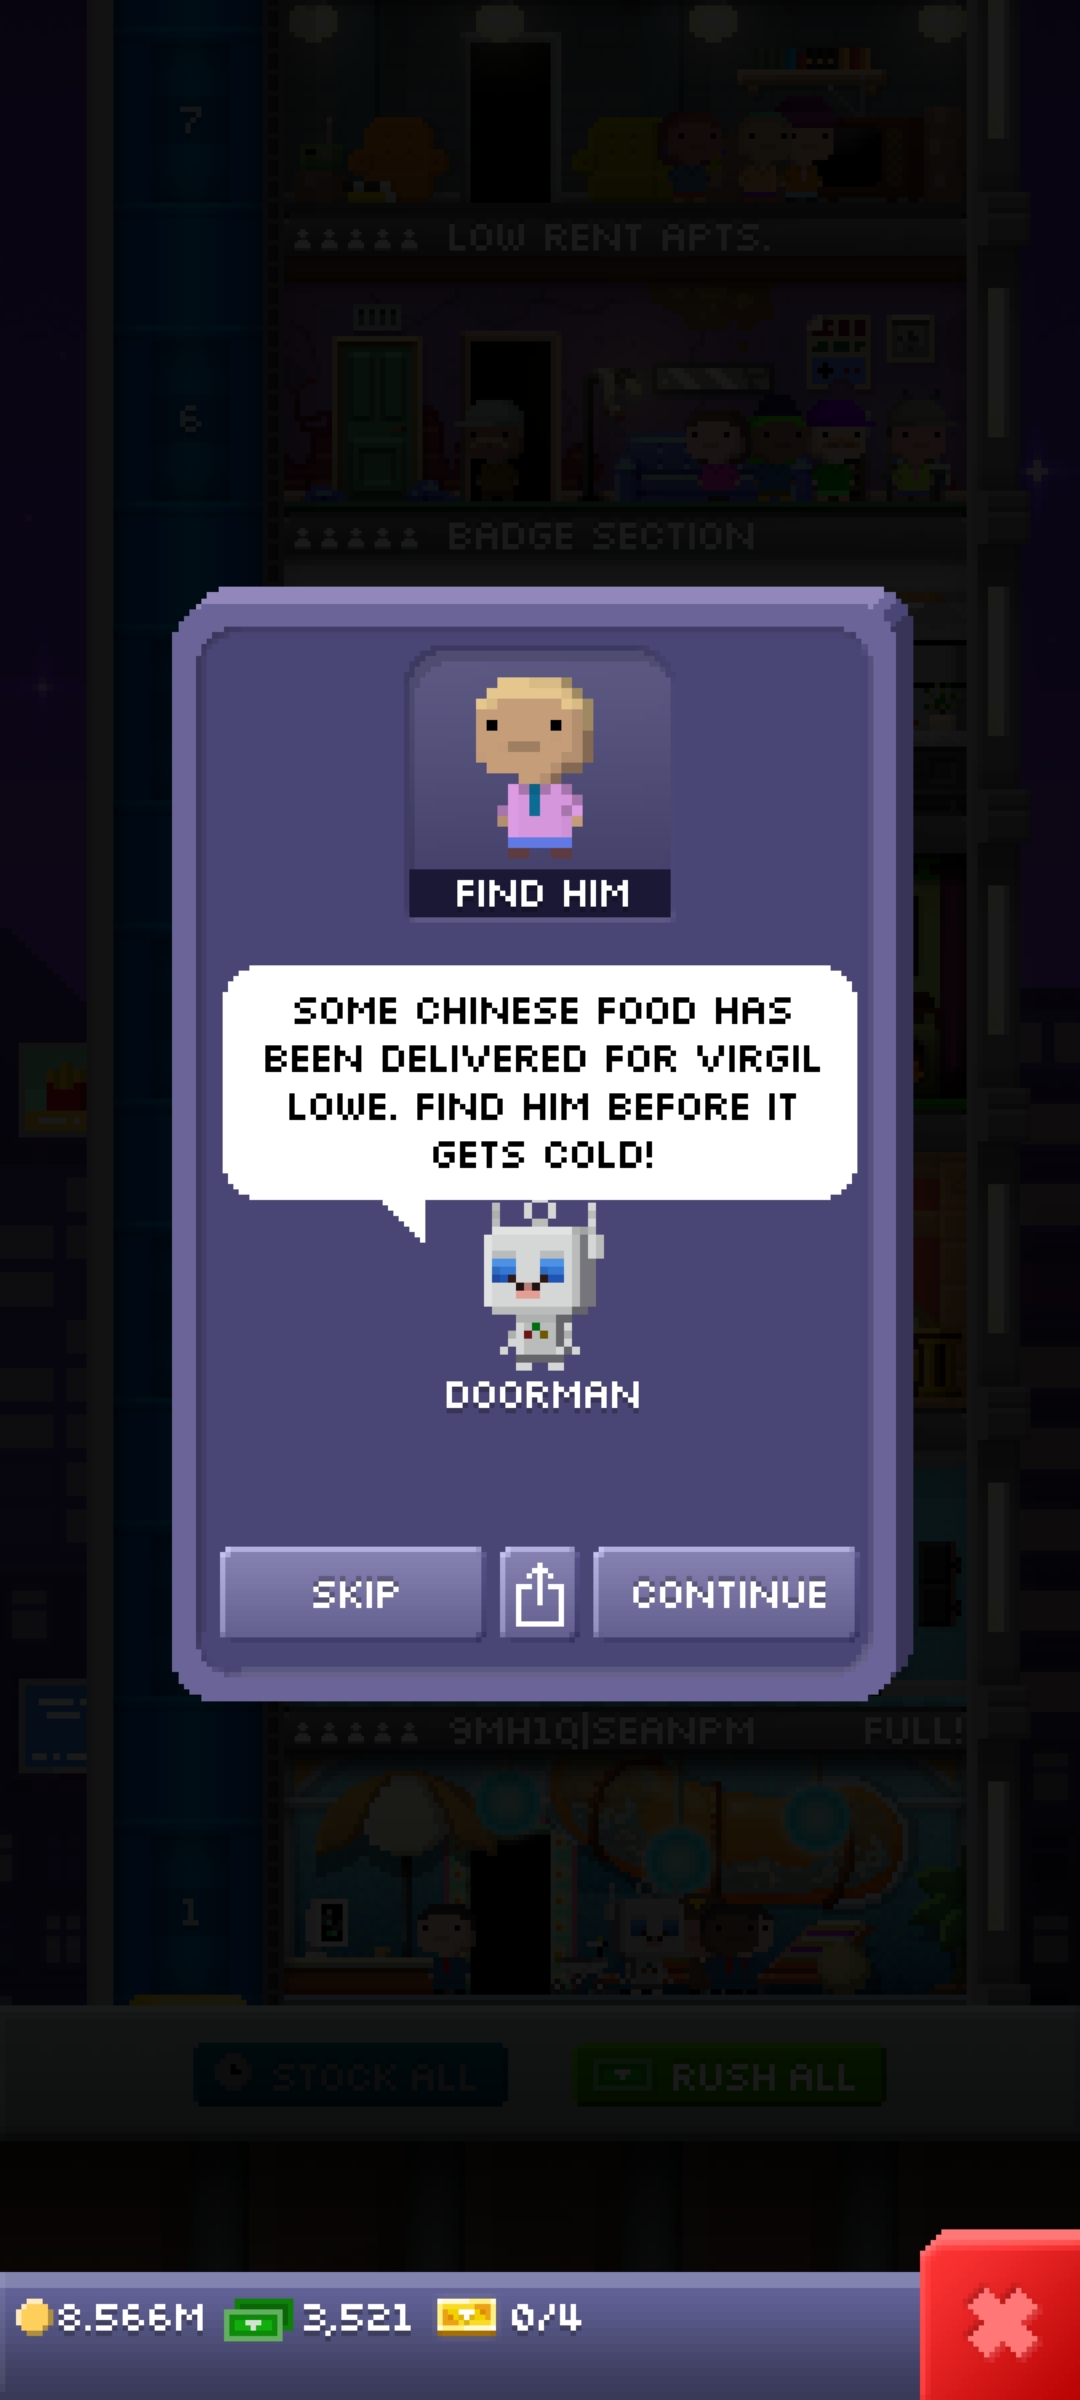 7
LOW RENT APTS.
6
BADGE SECTION
FIND HIM
SOME CHINESE FOOD HAS
BEEN DELIVERED FOR VIRGIL
LOWE. FIND HIM BEFORE IT
GETS COLD!
DOORMAN
SKIP
CONTINUE
9MH1Q|SEANPM FULL!
1
STOCK ALL
RUSH ALL
8.566M 3,521 0/4